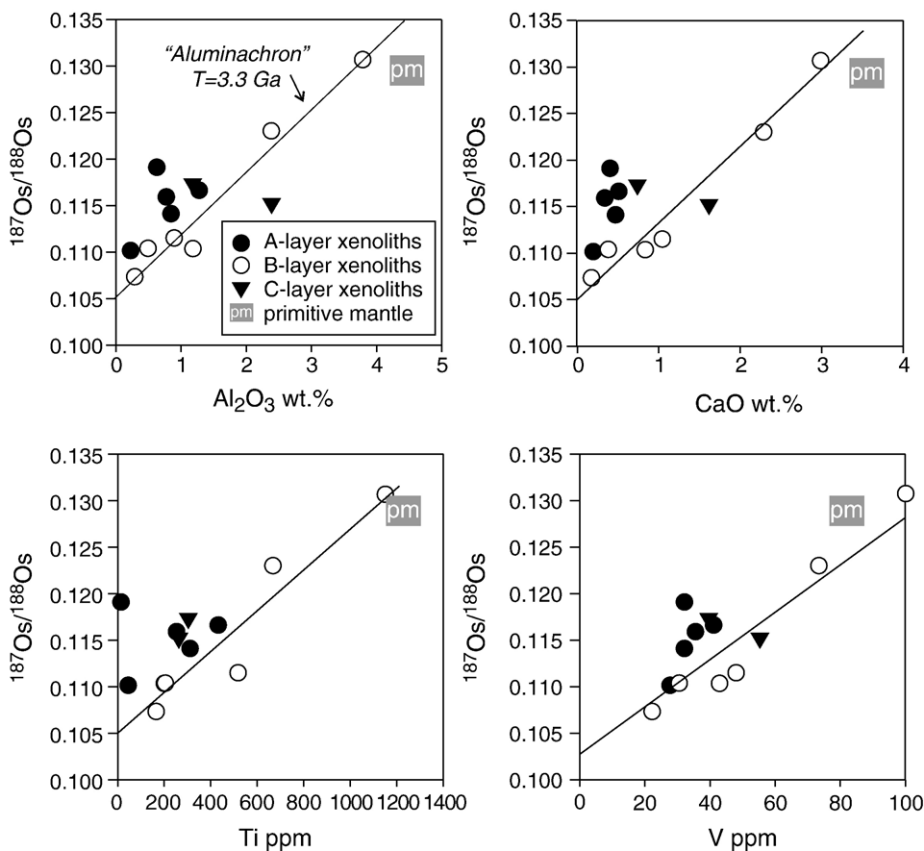 0.135
0.130
0.125
0.120
0.115
0.110
0.105
0.100
187Os/188Os
"Aluminachron"
T=3.3 Ga
pm
A-layer xenoliths
B-layer xenoliths
C-layer xenoliths
pm primitive mantle
0 1 2 3 4 5
Al2O3 wt.%
0.135
0.130
0.125
0.120
0.115
0.110
0.105
0.100
187Os/188Os
pm
0 1 2 3 4
CaO wt.%
0.135
0.130
0.125
0.120
0.115
0.110
0.105
0.100
187Os/188Os
pm
0 200 400 600 800 1000 1200 1400
Ti ppm
0.135
0.130
0.125
0.120
0.115
0.110
0.105
0.100
187Os/188Os
pm
0 20 40 60 80 100
V ppm